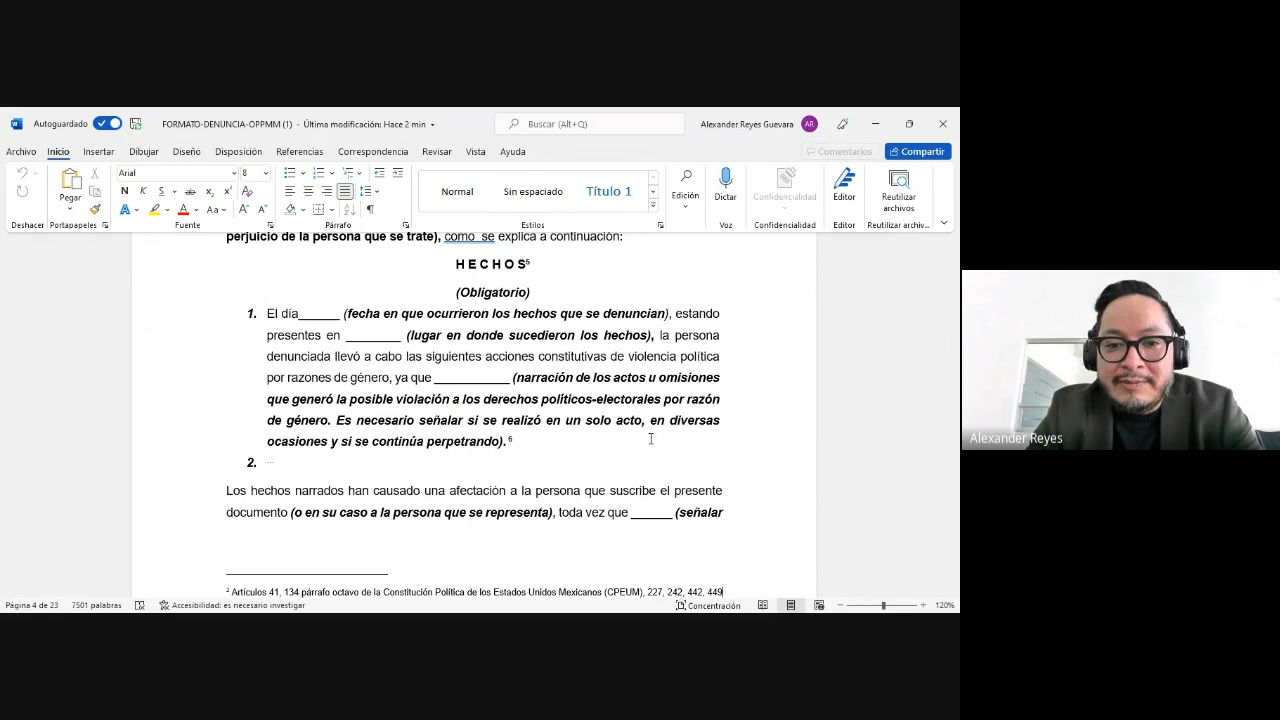 Autoguardado
FORMATO-DENUNCIA-OPPMM (1) - Última modificación: Hace 2 min
Buscar (Alt+Q)
Alexander Reyes Guevara
AR
Archivo Inicio Insertar Dibujar Diseño Disposición Referencias Correspondencia Revisar Vista Ayuda
Comentarios
Compartir
Pegar
Arial 8
N K S ab x₂ x²
A A Aa A A
Normal Sin espaciado Título 1
Edición
Dictar
Confidencialidad
Editor
Reutilizar archivos
Deshacer Portapapeles Fuente Párrafo Estilos Voz Confidencialidad Editor Reutilizar archiv...
perjuicio de la persona que se trate), como se explica a continuación:
H E C H O S⁵
(Obligatorio)
1. El día______ (fecha en que ocurrieron los hechos que se denuncian), estando
presentes en ________ (lugar en donde sucedieron los hechos), la persona
denunciada llevó a cabo las siguientes acciones constitutivas de violencia política
por razones de género, ya que ___________ (narración de los actos u omisiones
que generó la posible violación a los derechos políticos-electorales por razón
de género. Es necesario señalar si se realizó en un solo acto, en diversas
ocasiones y si se continúa perpetrando).⁶
2. ...
Los hechos narrados han causado una afectación a la persona que suscribe el presente
documento (o en su caso a la persona que se representa), toda vez que ______ (señalar
Artículos 41, 134 párrafo octavo de la Constitución Política de los Estados Unidos Mexicanos (CPEUM), 227, 242, 442, 449
Página 4 de 23 7501 palabras Accesibilidad: es necesario investigar Concentración 120%
Alexander Reyes